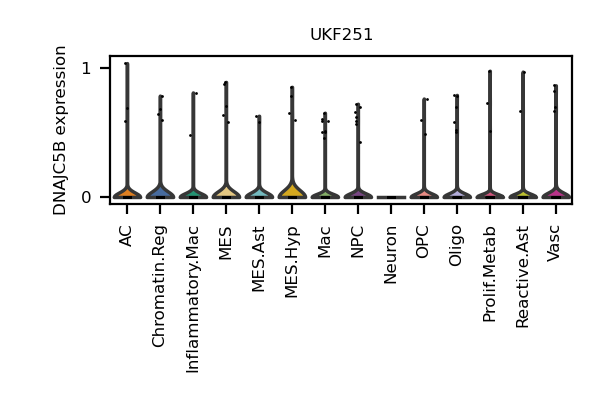 UKF251
DNAJC5B expression
1
0
AC
Chromatin.Reg
Inflammatory.Mac
MES
MES.Ast
MES.Hyp
Mac
NPC
Neuron
OPC
Oligo
Prolif.Metab
Reactive.Ast
Vasc